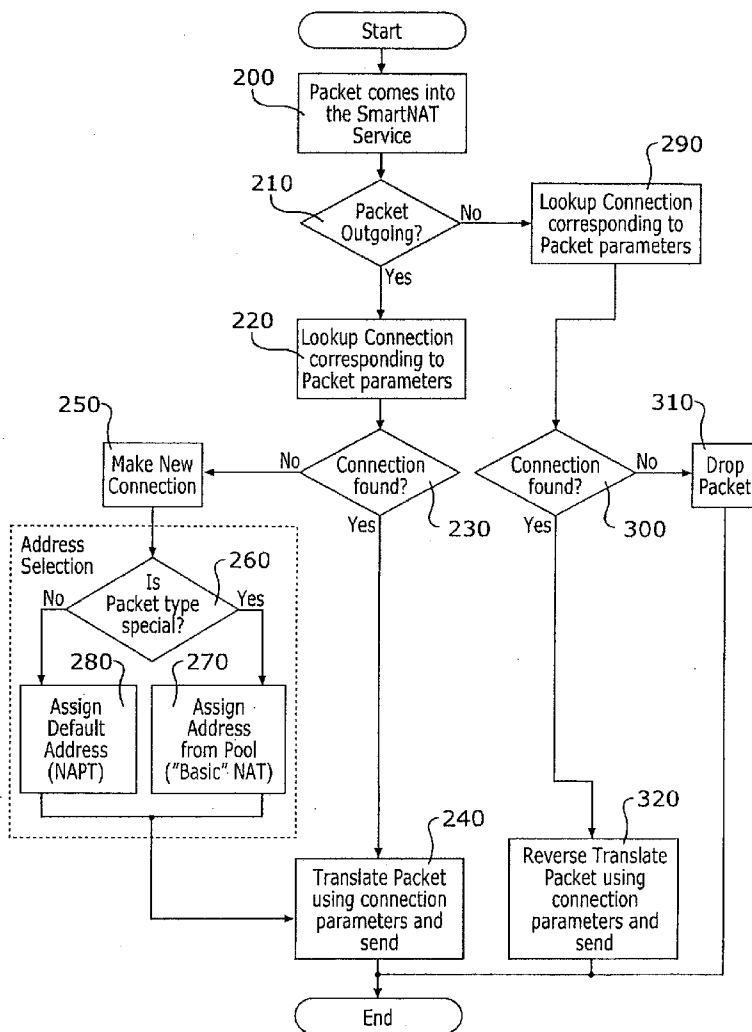 Start
200
Packet comes into
the SmartNAT
Service
210
Packet
Outgoing?
No
Yes
290
Lookup Connection
corresponding to
Packet parameters
220
Lookup Connection
corresponding to
Packet parameters
250
Make New
Connection
No
Connection
found?
Yes
230
Connection
found?
No
Yes
300
310
Drop
Packet
Address
Selection
260
Is
Packet type
special?
No
Yes
280
Assign
Default
Address
(NAPT)
270
Assign
Address
from Pool
("Basic" NAT)
240
Translate Packet
using connection
parameters and
send
320
Reverse Translate
Packet using
connection
parameters and
send
End